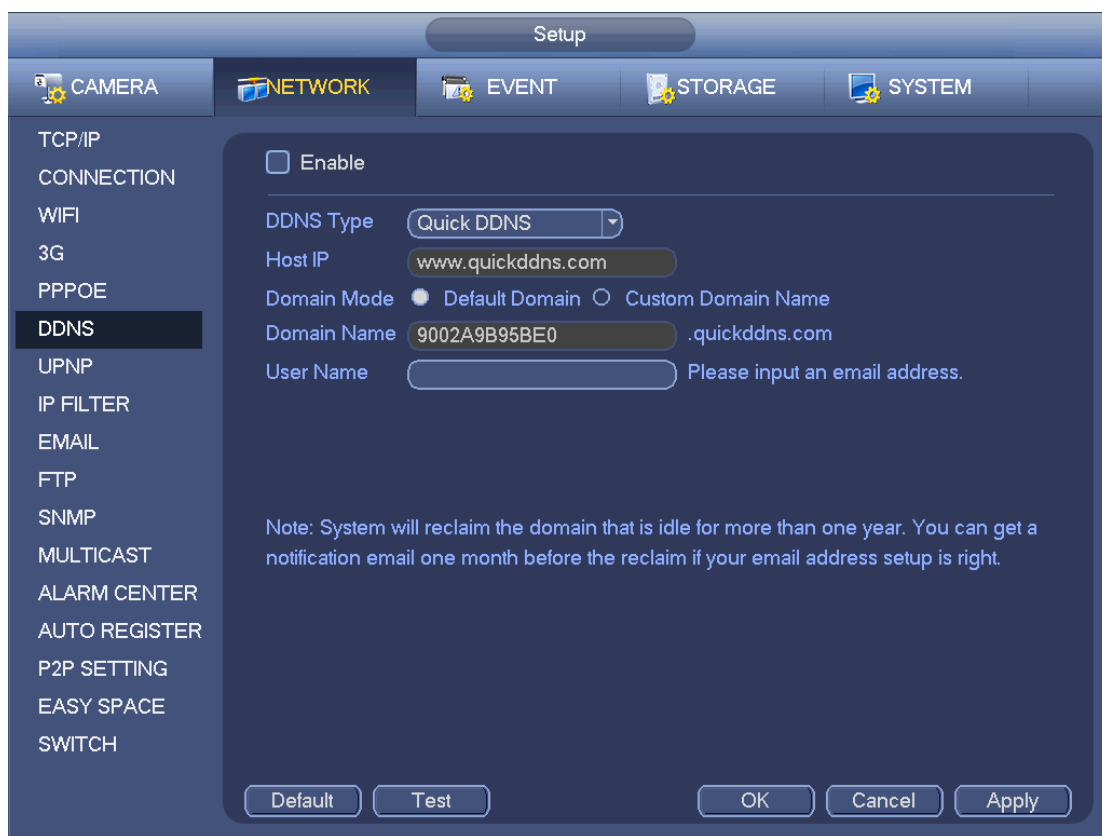 Setup
CAMERA NETWORK EVENT STORAGE SYSTEM
TCP/IP
CONNECTION
WIFI
3G
PPPOE
DDNS
UPNP
IP FILTER
EMAIL
FTP
SNMP
MULTICAST
ALARM CENTER
AUTO REGISTER
P2P SETTING
EASY SPACE
SWITCH
Enable
DDNS Type Quick DDNS
Host IP www.quickddns.com
Domain Mode Default Domain Custom Domain Name
Domain Name 9002A9B95BE0 .quickddns.com
User Name Please input an email address.
Note: System will reclaim the domain that is idle for more than one year. You can get a
notification email one month before the reclaim if your email address setup is right.
Default Test OK Cancel Apply